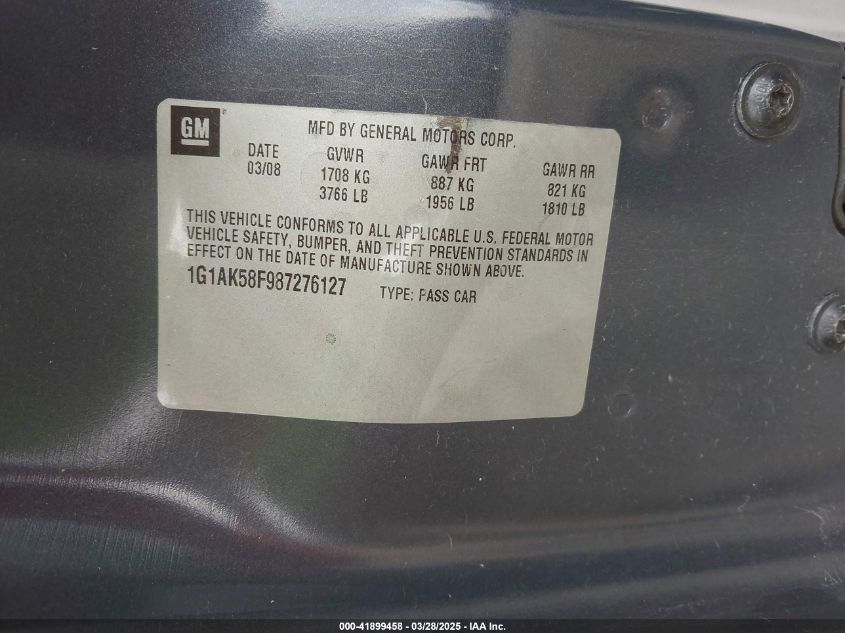 GM
MFD BY GENERAL MOTORS CORP.
DATE GVWR GAWR FRT GAWR RR
03/08 1708 KG 887 KG 821 KG
3766 LB 1956 LB 1810 LB
THIS VEHICLE CONFORMS TO ALL APPLICABLE U.S. FEDERAL MOTOR
VEHICLE SAFETY, BUMPER, AND THEFT PREVENTION STANDARDS IN
EFFECT ON THE DATE OF MANUFACTURE SHOWN ABOVE.
1G1AK58F987276127 TYPE: PASS CAR
000-41899458 - 03/28/2025 - IAA Inc.